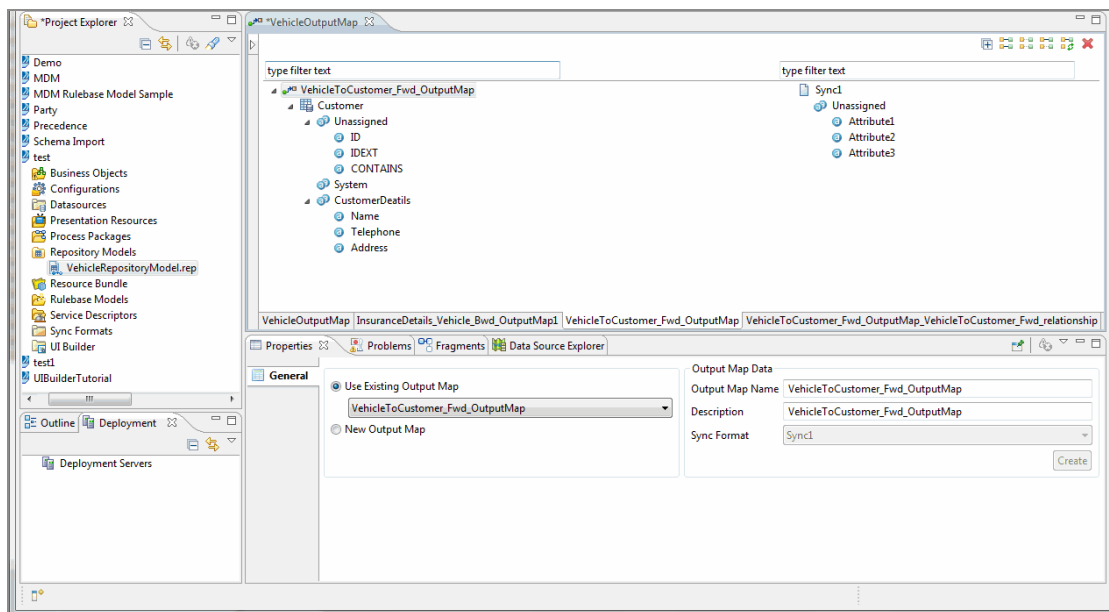 *Project Explorer
Demo
MDM
MDM Rulebase Model Sample
Party
Precedence
Schema Import
test
Business Objects
Configurations
Datasources
Presentation Resources
Process Packages
Repository Models
VehicleRepositoryModel.rep
Resource Bundle
Rulebase Models
Service Descriptors
Sync Formats
UI Builder
test1
UIBuilderTutorial
Outline Deployment
Deployment Servers
*VehicleOutputMap
type filter text
VehicleToCustomer_Fwd_OutputMap
Customer
Unassigned
ID
IDEXT
CONTAINS
System
CustomerDeatils
Name
Telephone
Address
type filter text
Sync1
Unassigned
Attribute1
Attribute2
Attribute3
VehicleOutputMap InsuranceDetails_Vehicle_Bwd_OutputMap1 VehicleToCustomer_Fwd_OutputMap VehicleToCustomer_Fwd_OutputMap_VehicleToCustomer_Fwd_relationship
Properties Problems Fragments Data Source Explorer
General
Use Existing Output Map
VehicleToCustomer_Fwd_OutputMap
New Output Map
Output Map Data
Output Map Name VehicleToCustomer_Fwd_OutputMap
Description VehicleToCustomer_Fwd_OutputMap
Sync Format Sync1
Create